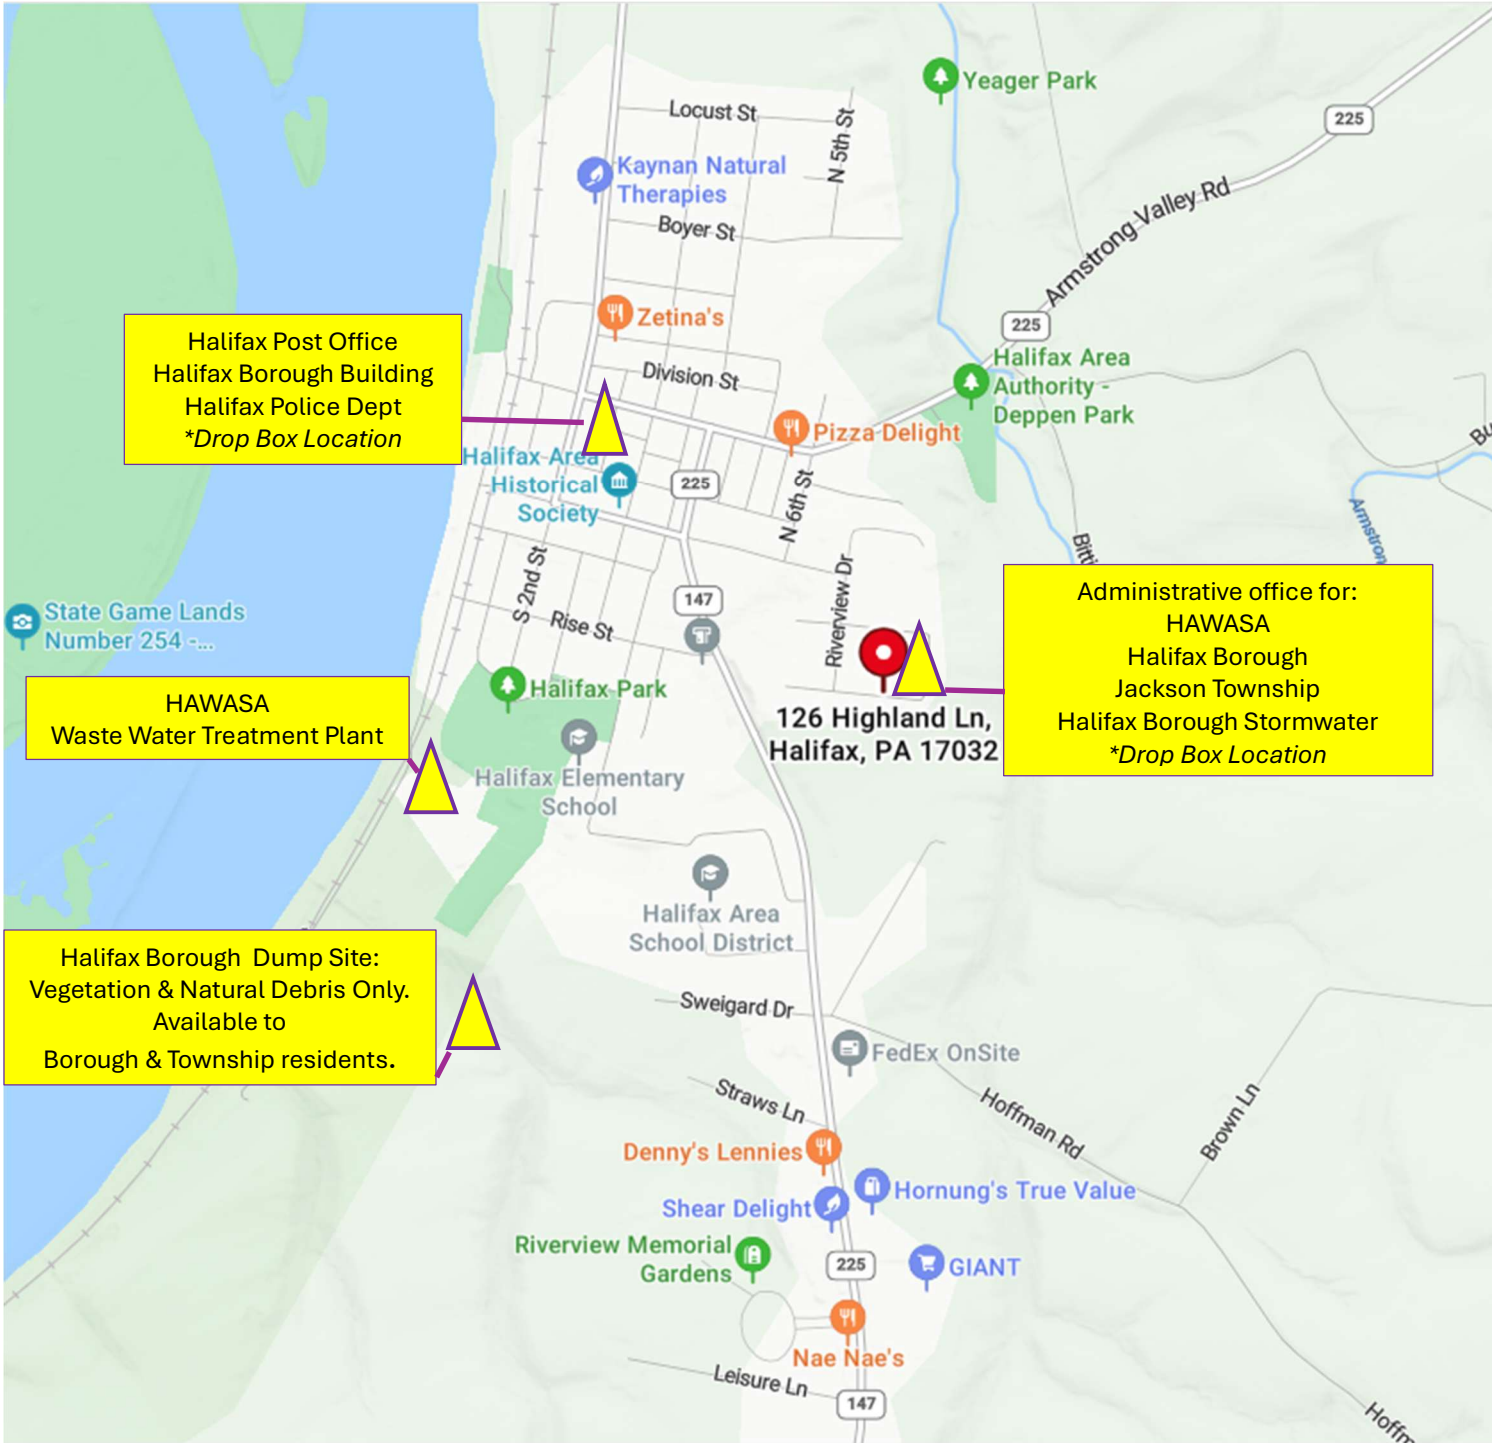 Yeager Park
225
Locust St
N 5th St
Kaynan Natural
Therapies
Armstrong Valley Rd
Boyer St
Zetina's
225
Halifax Post Office
Halifax Borough Building
Halifax Police Dept
*Drop Box Location
Division St
Halifax Area
Authority -
Deppen Park
Pizza Delight
Bu
Halifax Area
Historical
Society
225
N 6th St
Armstron
Bitti
S 2nd St
147
Rise St
Riverview Dr
State Game Lands
Number 254 -...
Administrative office for:
HAWASA
Halifax Borough
Jackson Township
Halifax Borough Stormwater
*Drop Box Location
Halifax Park
HAWASA
Waste Water Treatment Plant
126 Highland Ln,
Halifax, PA 17032
Halifax Elementary
School
Halifax Area
School District
Halifax Borough Dump Site:
Vegetation & Natural Debris Only.
Available to
Borough & Township residents.
Sweigard Dr
FedEx OnSite
Straws Ln
Hoffman Rd
Brown Ln
Denny's Lennies
Hornung's True Value
Shear Delight
Riverview Memorial
Gardens
225
GIANT
Nae Nae's
Leisure Ln
147
Hoffm